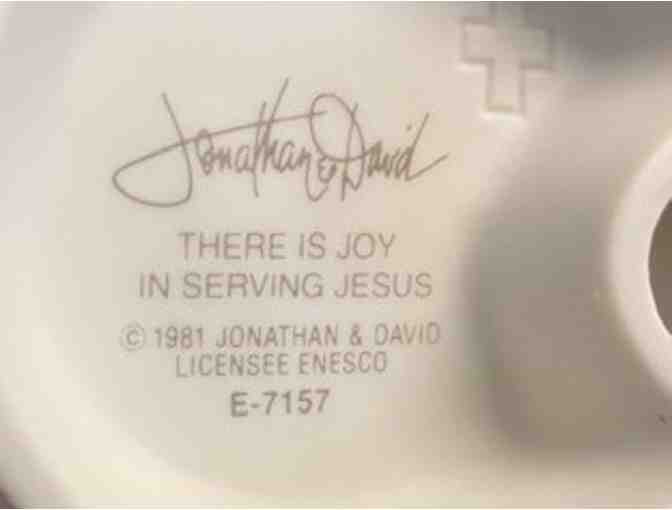 Jonathan & David
THERE IS JOY
IN SERVING JESUS
© 1981 JONATHAN & DAVID
LICENSEE ENESCO
E-7157